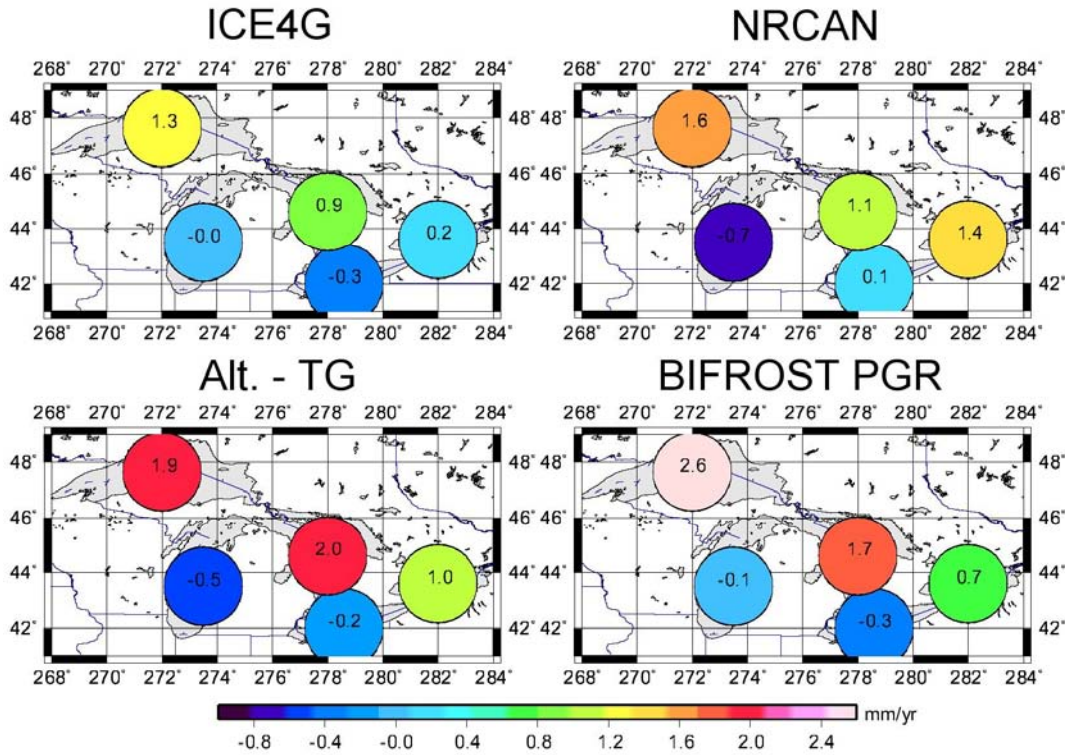 ICE4G
NRCAN
268˚ 270˚ 272˚ 274˚ 276˚ 278˚ 280˚ 282˚ 284˚
268˚ 270˚ 272˚ 274˚ 276˚ 278˚ 280˚ 282˚ 284˚
48˚ 1.3 48˚ 1.6 48˚
46˚ 46˚ 46˚
44˚ -0.0 0.9 0.2 44˚ -0.7 1.1 1.4 44˚
42˚ -0.3 42˚ 0.1 42˚
268˚ 270˚ 272˚ 274˚ 276˚ 278˚ 280˚ 282˚ 284˚
268˚ 270˚ 272˚ 274˚ 276˚ 278˚ 280˚ 282˚ 284˚
Alt. - TG
BIFROST PGR
268˚ 270˚ 272˚ 274˚ 276˚ 278˚ 280˚ 282˚ 284˚
268˚ 270˚ 272˚ 274˚ 276˚ 278˚ 280˚ 282˚ 284˚
48˚ 1.9 48˚ 2.6 48˚
46˚ 46˚ 46˚
44˚ -0.5 2.0 1.0 44˚ -0.1 1.7 0.7 44˚
42˚ -0.2 42˚ -0.3 42˚
268˚ 270˚ 272˚ 274˚ 276˚ 278˚ 280˚ 282˚ 284˚
268˚ 270˚ 272˚ 274˚ 276˚ 278˚ 280˚ 282˚ 284˚
mm/yr
-0.8 -0.4 -0.0 0.4 0.8 1.2 1.6 2.0 2.4